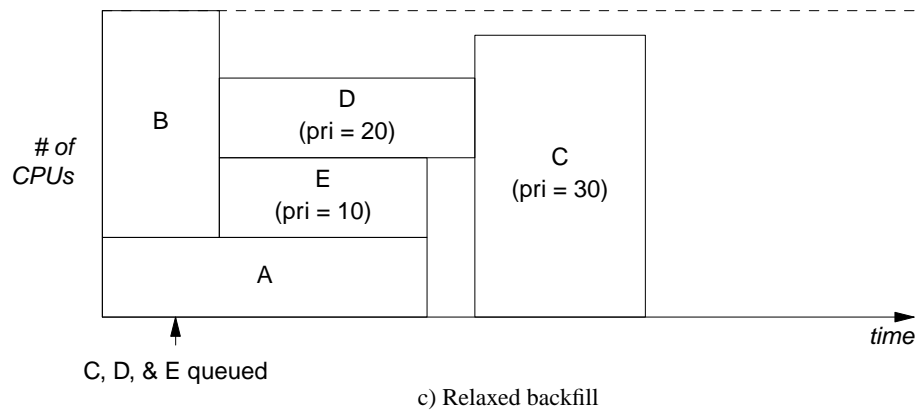 B
D
(pri = 20)
# of
CPUs
E
(pri = 10)
C
(pri = 30)
A
time
C, D, & E queued
c) Relaxed backfill